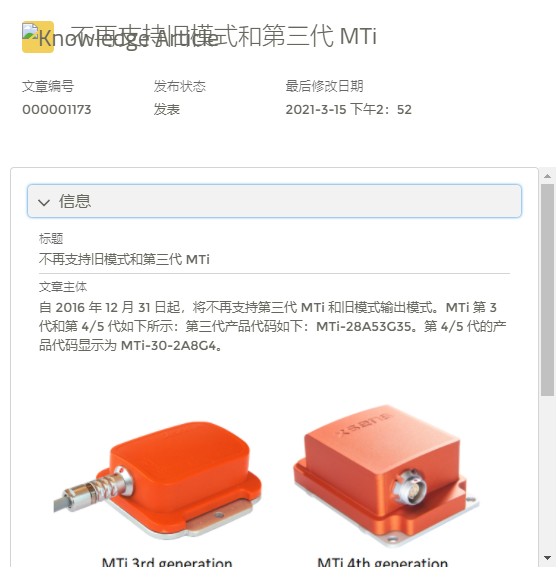 Knowledge Article
不再支持旧模式和第三代 MTi
文章编号
发布状态
最后修改日期
000001173
发表
2021-3-15 下午2：52
信息
标题
不再支持旧模式和第三代 MTi
文章主体
自 2016 年 12 月 31 日起，将不再支持第三代 MTi 和旧模式输出模式。MTi 第 3
代和第 4/5 代如下所示：第三代产品代码如下：MTi-28A53G35。第 4/5 代的产
品代码显示为 MTi-30-2A8G4。
xsens
MTi 3rd generation
MTi 4th generation